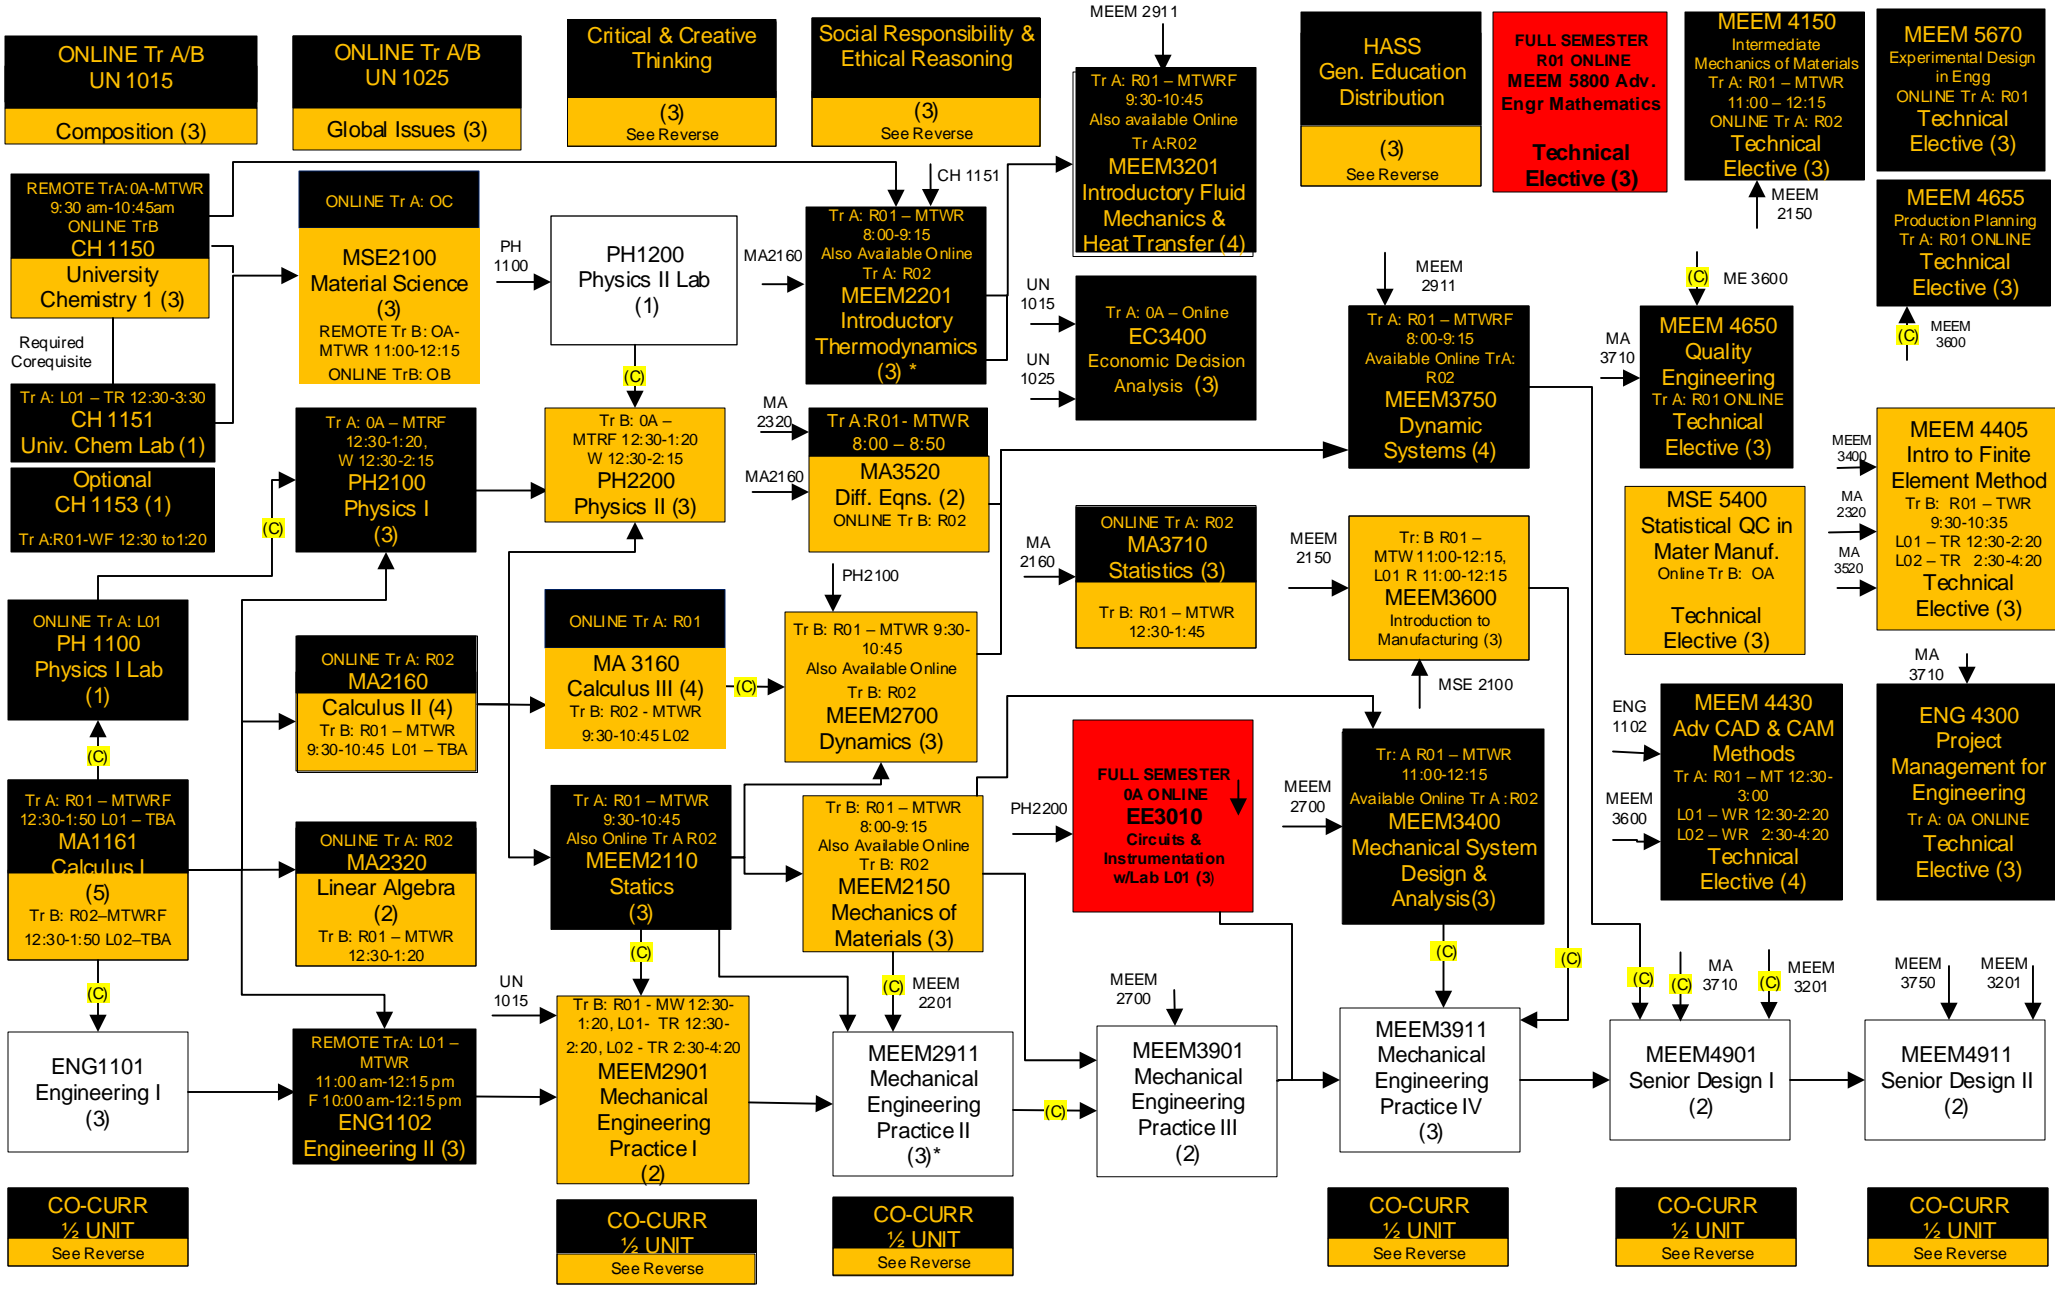 ONLINE Tr A/B
UN 1015
Composition (3)
ONLINE Tr A/B
UN 1025
Global Issues (3)
Critical & Creative
Thinking
(3)
See Reverse
Social Responsibility &
Ethical Reasoning
(3)
See Reverse
MEEM 2911
Tr A: R01 – MTWRF
9:30-10:45
Also available Online
Tr A:R02
MEEM3201
Introductory Fluid
Mechanics &
Heat Transfer (4)
HASS
Gen. Education
Distribution
(3)
See Reverse
FULL SEMESTER
R01 ONLINE
MEEM 5800 Adv.
Engr Mathematics
Technical
Elective (3)
MEEM 4150
Intermediate
Mechanics of Materials
Tr A: R01 – MTWR
11:00 – 12:15
ONLINE Tr A: R02
Technical
Elective (3)
MEEM
2150
MEEM 5670
Experimental Design
in Engg
ONLINE Tr A: R01
Technical
Elective (3)
MEEM 4655
Production Planning
Tr A: R01 ONLINE
Technical
Elective (3)
(C)
MEEM
3600
REMOTE TrA:0A-MTWR
9:30 am-10:45am
ONLINE TrB
CH 1150
University
Chemistry 1 (3)
Required
Corequisite
Tr A: L01 – TR 12:30-3:30
CH 1151
Univ. Chem Lab (1)
Optional
CH 1153 (1)
Tr A:R01-WF 12:30 to1:20
ONLINE Tr A: OC
MSE2100
Material Science
(3)
REMOTE Tr B: OA-
MTWR 11:00-12:15
ONLINE TrB: OB
PH
1100
PH1200
Physics II Lab
(1)
(C)
CH 1151
MA2160
Tr A: R01 – MTWR
8:00-9:15
Also Available Online
Tr A: R02
MEEM2201
Introductory
Thermodynamics
(3) *
UN
1015
UN
1025
Tr A: 0A – Online
EC3400
Economic Decision
Analysis (3)
MEEM
2911
Tr A: R01 – MTWRF
8:00-9:15
Available Online TrA:
R02
MEEM3750
Dynamic
Systems (4)
(C)
ME 3600
MA
3710
MEEM 4650
Quality
Engineering
Tr A: R01 ONLINE
Technical
Elective (3)
MEEM
3400
MA
2320
MA
3520
MEEM 4405
Intro to Finite
Element Method
Tr B: R01 – TWR
9:30-10:35
L01 – TR 12:30-2:20
L02 – TR 2:30-4:20
Technical
Elective (3)
(C)
Tr A: 0A – MTRF
12:30-1:20,
W 12:30-2:15
PH2100
Physics I
(3)
Tr B: 0A –
MTRF 12:30-1:20
W 12:30-2:15
PH2200
Physics II (3)
MA
2320
MA2160
Tr A:R01- MTWR
8:00 – 8:50
MA3520
Diff. Eqns. (2)
ONLINE Tr B: R02
MA
2160
ONLINE Tr A: R02
MA3710
Statistics (3)
Tr B: R01 – MTWR
12:30-1:45
MEEM
2150
Tr: B R01 –
MTW 11:00-12:15,
L01 R 11:00-12:15
MEEM3600
Introduction to
Manufacturing (3)
MSE 2100
MSE 5400
Statistical QC in
Mater Manuf.
Online Tr B: OA
Technical
Elective (3)
ONLINE Tr A: L01
PH 1100
Physics I Lab
(1)
(C)
ONLINE Tr A: R02
MA2160
Calculus II (4)
Tr B: R01 – MTWR
9:30-10:45 L01 – TBA
ONLINE Tr A: R01
MA 3160
Calculus III (4)
Tr B: R02 - MTWR
9:30-10:45 L02
(C)
PH2100
Tr B: R01 – MTWR 9:30-
10:45
Also Available Online
Tr B: R02
MEEM2700
Dynamics (3)
ENG
1102
MEEM
3600
MEEM 4430
Adv CAD & CAM
Methods
Tr A: R01 – MT 12:30-
3:00
L01 – WR 12:30-2:20
L02 – WR 2:30-4:20
Technical
Elective (4)
MA
3710
ENG 4300
Project
Management for
Engineering
Tr A: 0A ONLINE
Technical
Elective (3)
Tr A: R01 – MTWRF
12:30-1:50 L01 – TBA
MA1161
Calculus I
(5)
Tr B: R02–MTWRF
12:30-1:50 L02–TBA
(C)
ONLINE Tr A: R02
MA2320
Linear Algebra
(2)
Tr B: R01 – MTWR
12:30-1:20
Tr A: R01 – MTWR
9:30-10:45
Also Online Tr A R02
MEEM2110
Statics
(3)
(C)
Tr B: R01 – MTWR
8:00-9:15
Also Available Online
Tr B: R02
MEEM2150
Mechanics of
Materials (3)
(C)
MEEM
2201
PH2200
FULL SEMESTER
0A ONLINE
EE3010
Circuits &
Instrumentation
w/Lab L01 (3)
MEEM
2700
Tr: A R01 – MTWR
11:00-12:15
Available Online Tr A :R02
MEEM3400
Mechanical System
Design &
Analysis(3)
(C)
(C)
(C)
(C)
MA
3710
(C)
MEEM
3201
MEEM
3750
MEEM
3201
ENG1101
Engineering I
(3)
REMOTE TrA: L01 –
MTWR
11:00 am-12:15 pm
F 10:00 am-12:15 pm
ENG1102
Engineering II (3)
UN
1015
Tr B: R01 - MW 12:30-
1:20, L01- TR 12:30-
2:20, L02 - TR 2:30-4:20
MEEM2901
Mechanical
Engineering
Practice I
(2)
MEEM2911
Mechanical
Engineering
Practice II
(3)*
(C)
MEEM
2700
MEEM3901
Mechanical
Engineering
Practice III
(2)
MEEM3911
Mechanical
Engineering
Practice IV
(3)
MEEM4901
Senior Design I
(2)
MEEM4911
Senior Design II
(2)
CO-CURR
½ UNIT
See Reverse
CO-CURR
½ UNIT
See Reverse
CO-CURR
½ UNIT
See Reverse
CO-CURR
½ UNIT
See Reverse
CO-CURR
½ UNIT
See Reverse
CO-CURR
½ UNIT
See Reverse